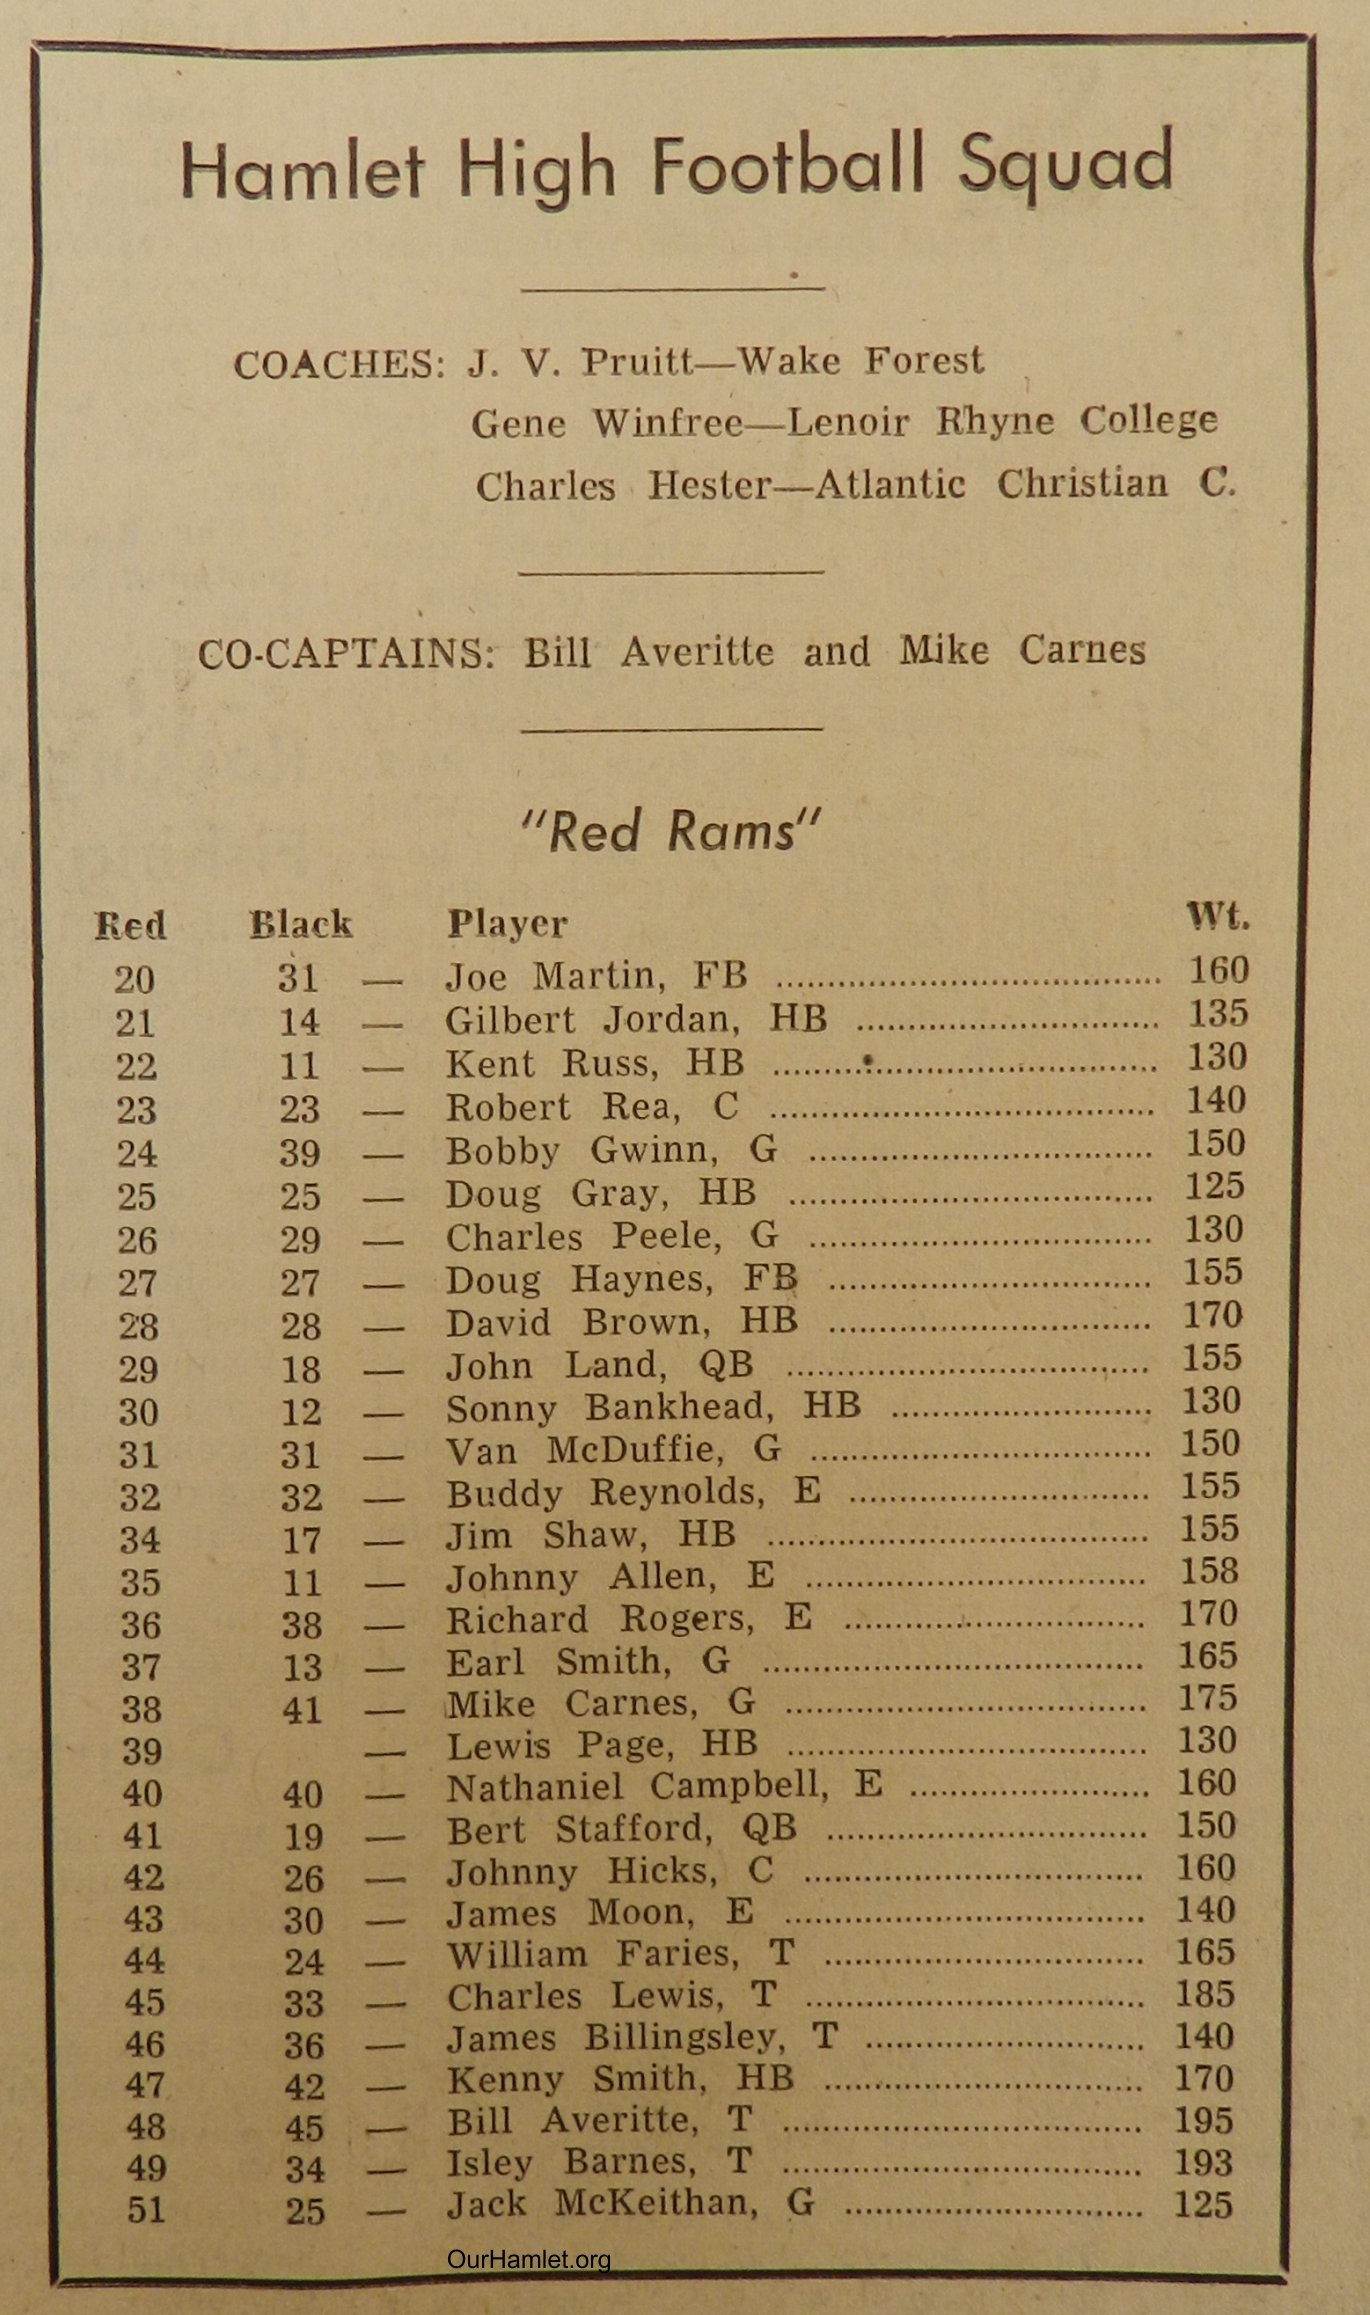 Hamlet High Football Squad
COACHES: J. V. Pruitt—Wake Forest
Gene Winfree—Lenoir Rhyne College
Charles Hester—Atlantic Christian C.
CO-CAPTAINS: Bill Averitte and Mike Carnes
"Red Rams"
Red Black Player Wt.
20 31 — Joe Martin, FB ........ 160
21 14 — Gilbert Jordan, HB ........ 135
22 11 — Kent Russ, HB ........ 130
23 23 — Robert Rea, C ........ 140
24 39 — Bobby Gwinn, G ........ 150
25 25 — Doug Gray, HB ........ 125
26 29 — Charles Peele, G ........ 130
27 27 — Doug Haynes, FB ........ 155
28 28 — David Brown, HB ........ 170
29 18 — John Land, QB ........ 155
30 12 — Sonny Bankhead, HB ........ 130
31 31 — Van McDuffie, G ........ 150
32 32 — Buddy Reynolds, E ........ 155
34 17 — Jim Shaw, HB ........ 155
35 11 — Johnny Allen, E ........ 158
36 38 — Richard Rogers, E ........ 170
37 13 — Earl Smith, G ........ 165
38 41 — Mike Carnes, G ........ 175
39 — Lewis Page, HB ........ 130
40 40 — Nathaniel Campbell, E ........ 160
41 19 — Bert Stafford, QB ........ 150
42 26 — Johnny Hicks, C ........ 160
43 30 — James Moon, E ........ 140
44 24 — William Faries, T ........ 165
45 33 — Charles Lewis, T ........ 185
46 36 — James Billingsley, T ........ 140
47 42 — Kenny Smith, HB ........ 170
48 45 — Bill Averitte, T ........ 195
49 34 — Isley Barnes, T ........ 193
51 25 — Jack McKeithan, G ........ 125
OurHamlet.org